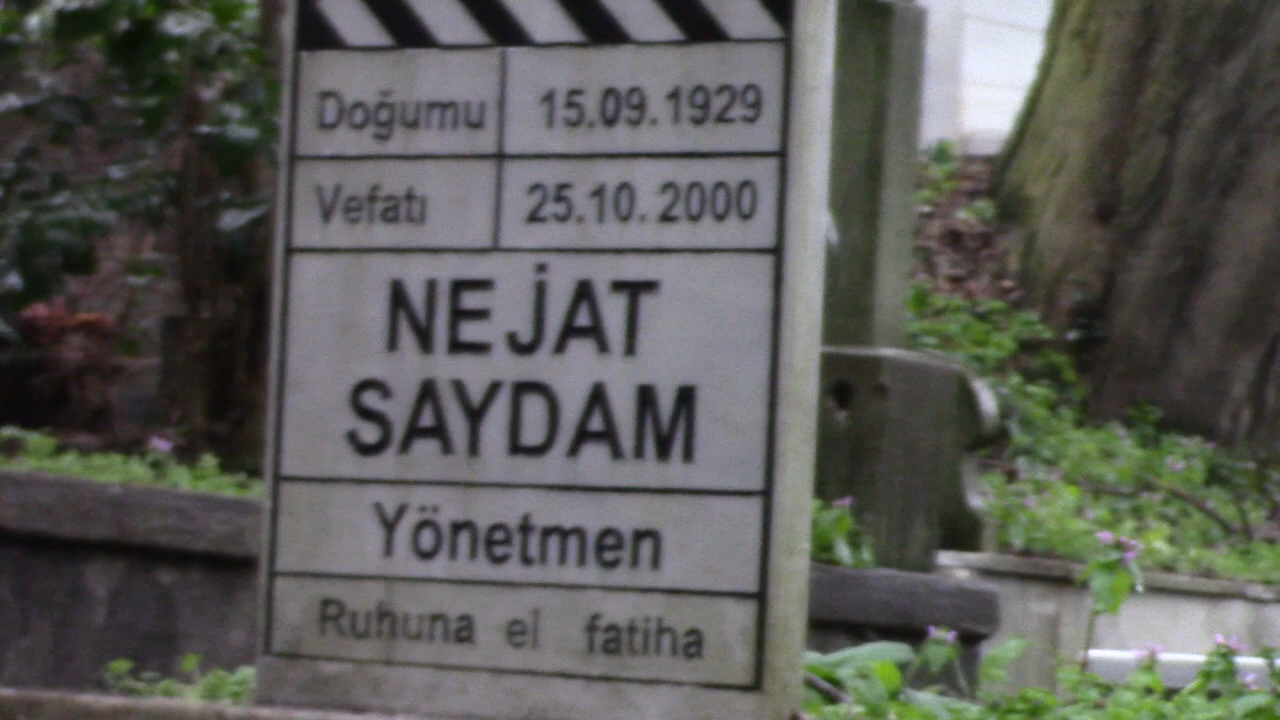 Doğumu 15.09.1929
Vefatı 25.10.2000
NEJAT
SAYDAM
Yönetmen
Ruhuna el fatiha